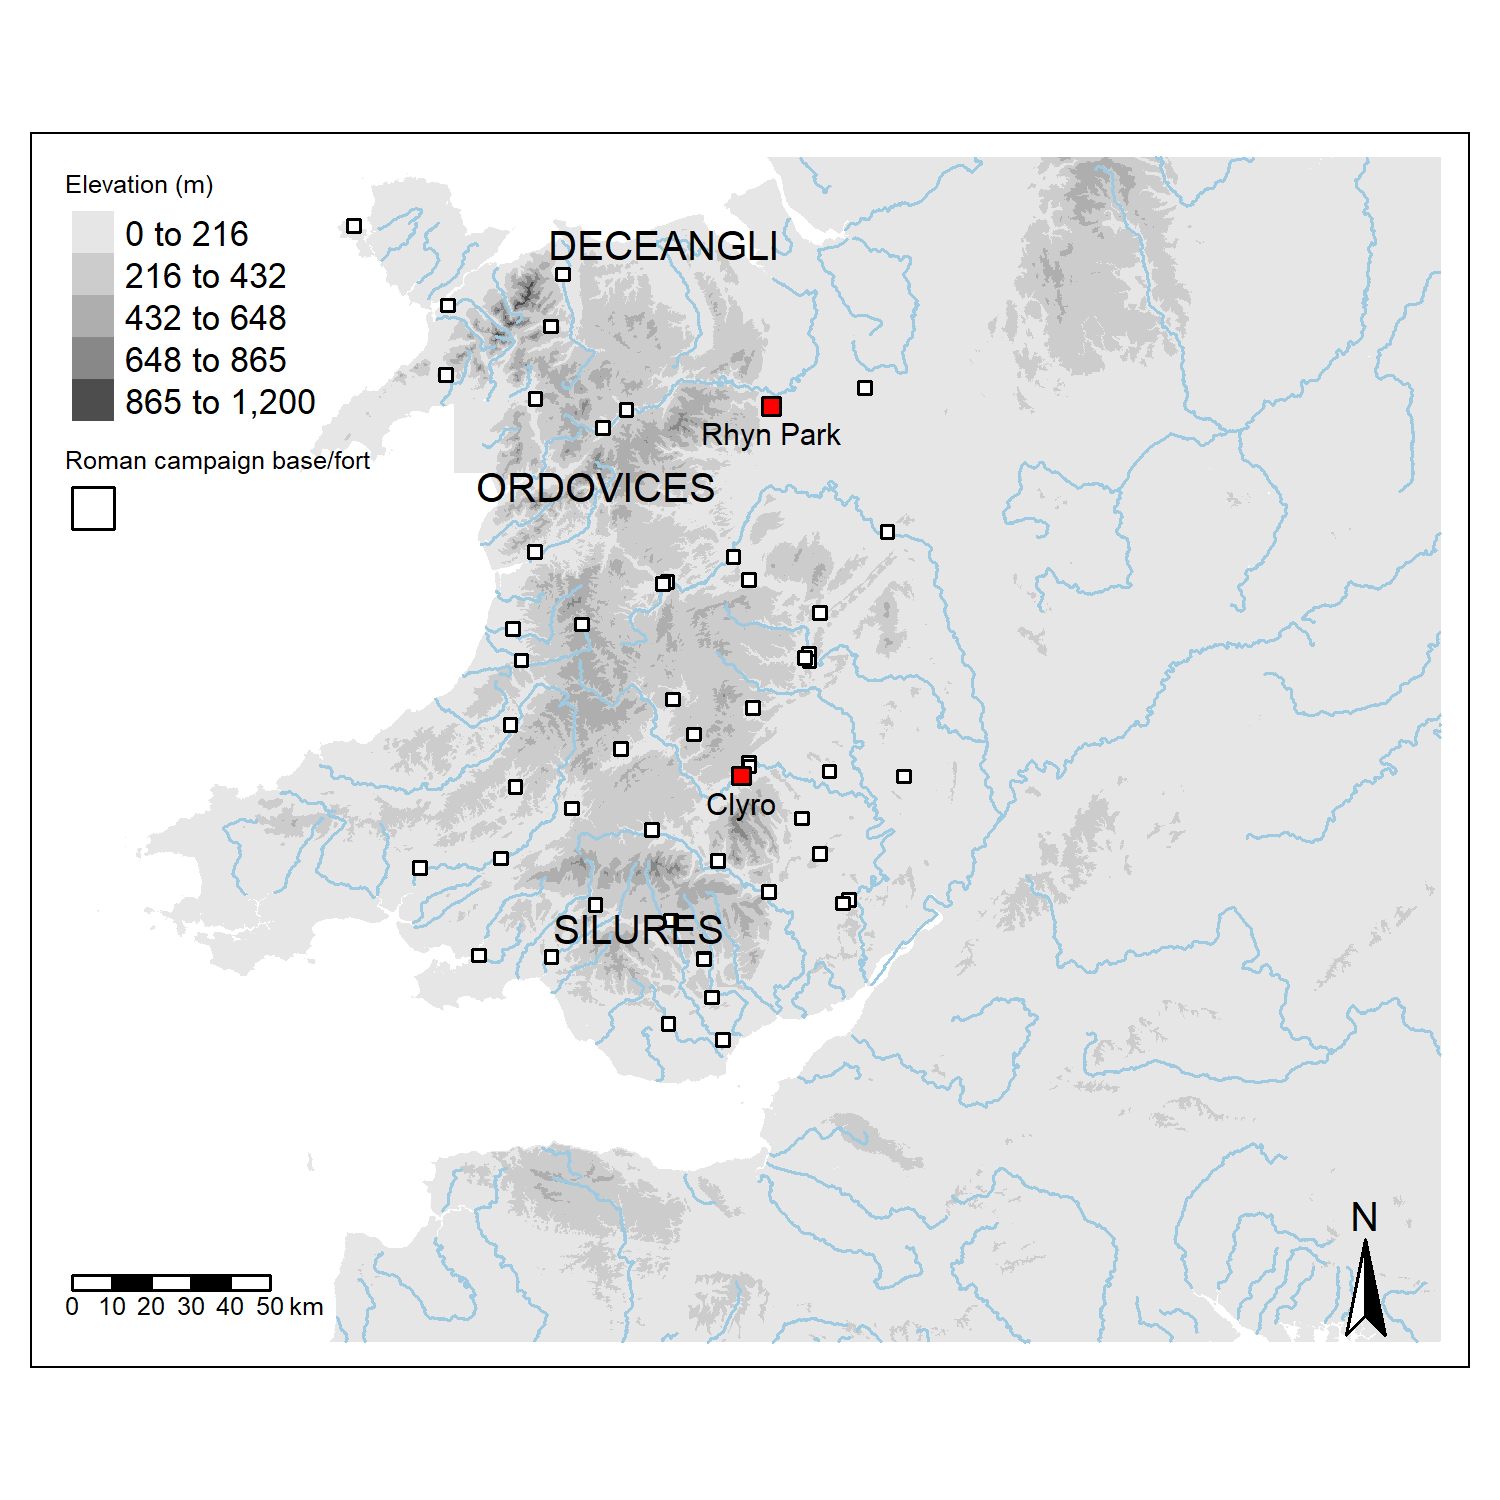 Elevation (m)
0 to 216
216 to 432
432 to 648
648 to 865
865 to 1,200
Roman campaign base/fort
DECEANGLI
Rhyn Park
ORDOVICES
Clyro
SILURES
N
0 10 20 30 40 50 km